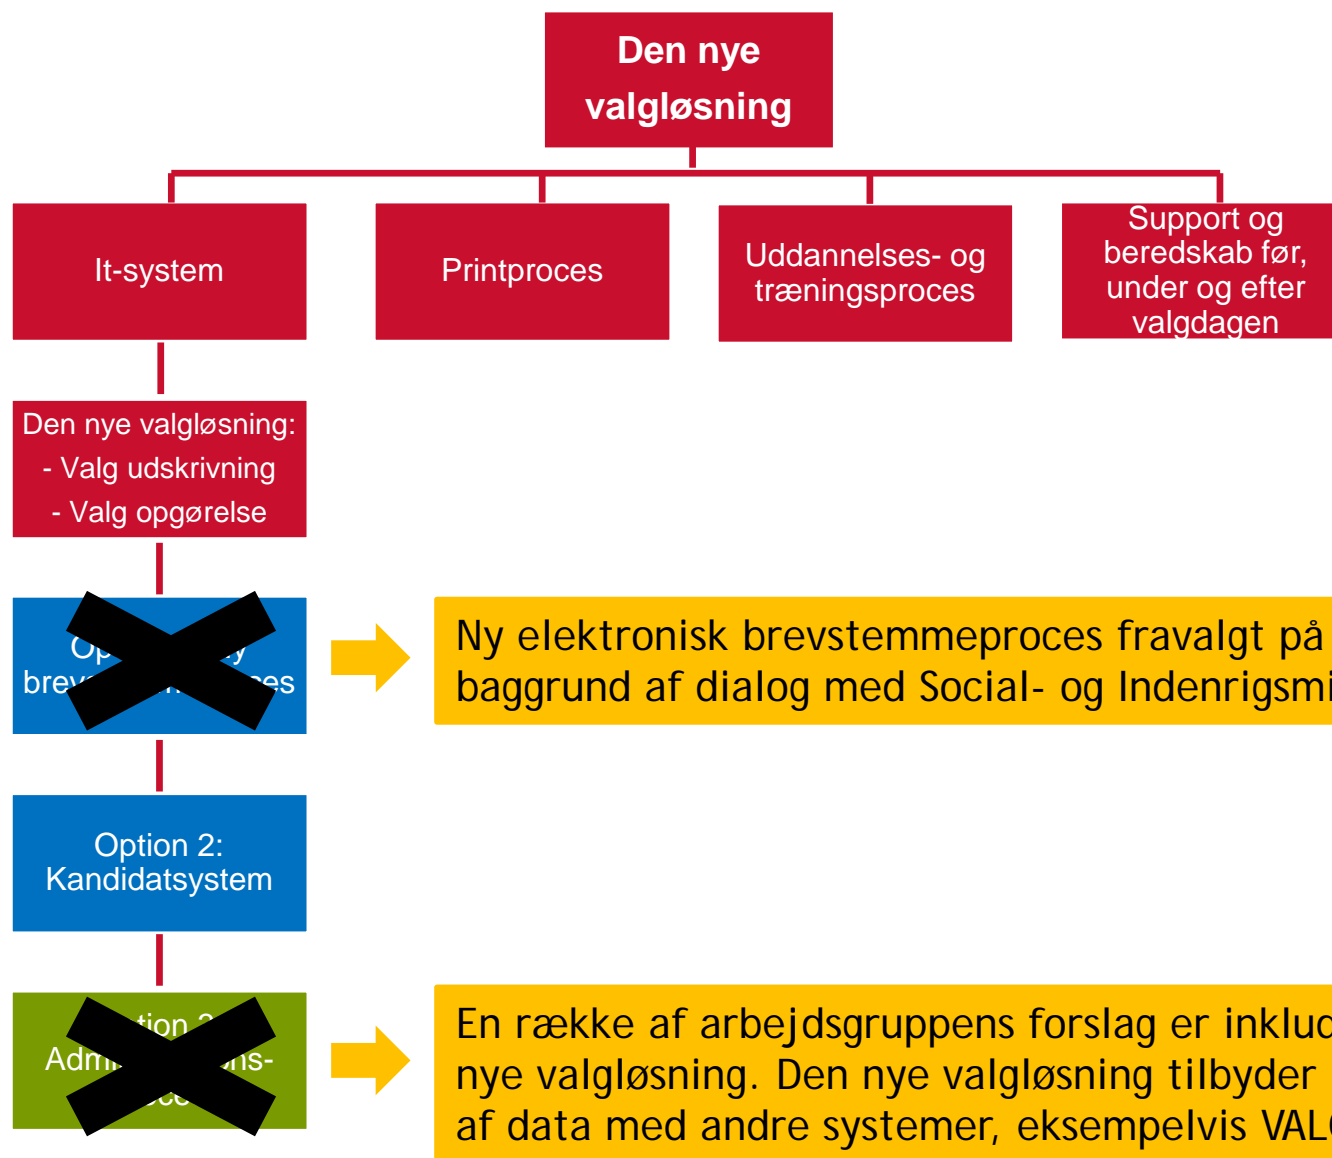 Den nye
valgløsning
It-system
Printproces
Uddannelses- og
træningsproces
Support og
beredskab før,
under og efter
valgdagen
Den nye valgløsning:
- Valg udskrivning
- Valg opgørelse
Ny elektronisk brevstemmeproces fravalgt på
baggrund af dialog med Social- og
Option 2:
Kandidatsystem
En række af arbejdsgruppens forslag er
nye valgløsning. Den nye valgløsning tilbyder
af data med andre systemer, eksempelvis